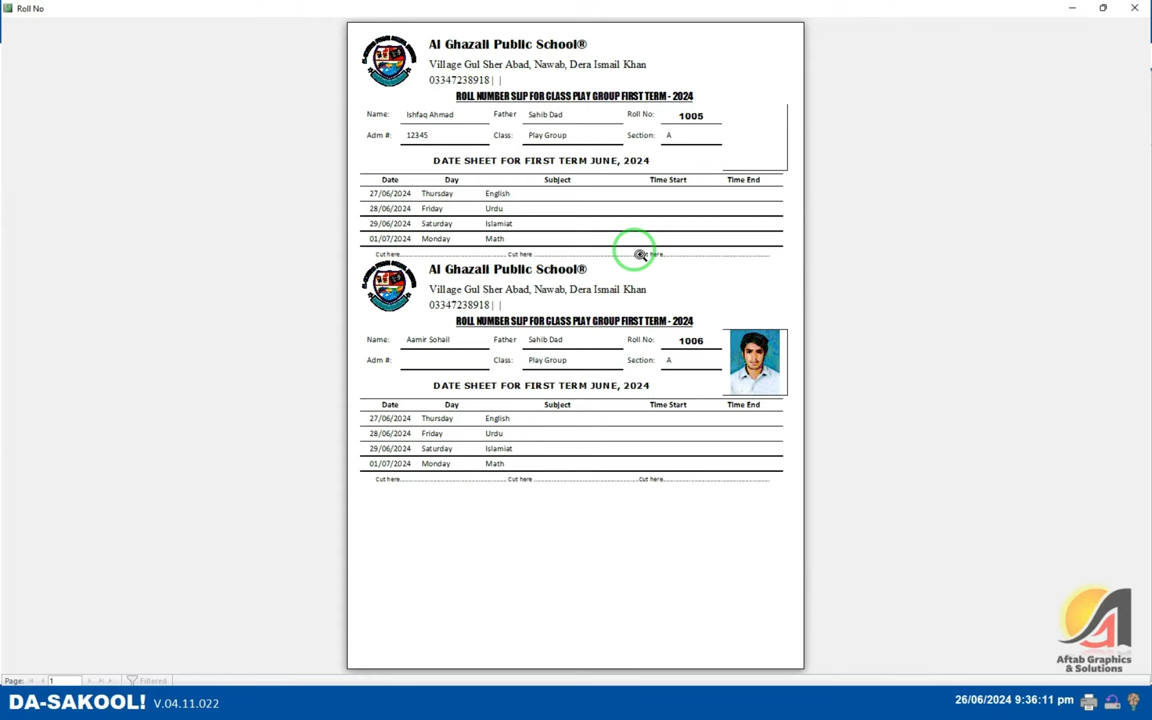 Roll No
Al Ghazali Public School®
Village Gul Sher Abad, Nawab, Dera Ismail Khan
03347238918 | |
ROLL NUMBER SLIP FOR CLASS PLAY GROUP FIRST TERM - 2024
Name: Ishfaq Ahmad Father Sahib Dad Roll No: 1005
Adm #: 12345 Class: Play Group Section: A
DATE SHEET FOR FIRST TERM JUNE, 2024
Date Day Subject Time Start Time End
27/06/2024 Thursday English
28/06/2024 Friday Urdu
29/06/2024 Saturday Islamiat
01/07/2024 Monday Math
Cut here Cut here here
Al Ghazali Public School®
Village Gul Sher Abad, Nawab, Dera Ismail Khan
03347238918 | |
ROLL NUMBER SLIP FOR CLASS PLAY GROUP FIRST TERM - 2024
Name: Aamir Sohail Father Sahib Dad Roll No: 1006
Adm #: Class: Play Group Section: A
DATE SHEET FOR FIRST TERM JUNE, 2024
Date Day Subject Time Start Time End
27/06/2024 Thursday English
28/06/2024 Friday Urdu
29/06/2024 Saturday Islamiat
01/07/2024 Monday Math
Cut here Cut here Cut here
Aftab Graphics
& Solutions
Page: 1 Filtered
DA-SAKOOL! V.04.11.022
26/06/2024 9:36:11 pm